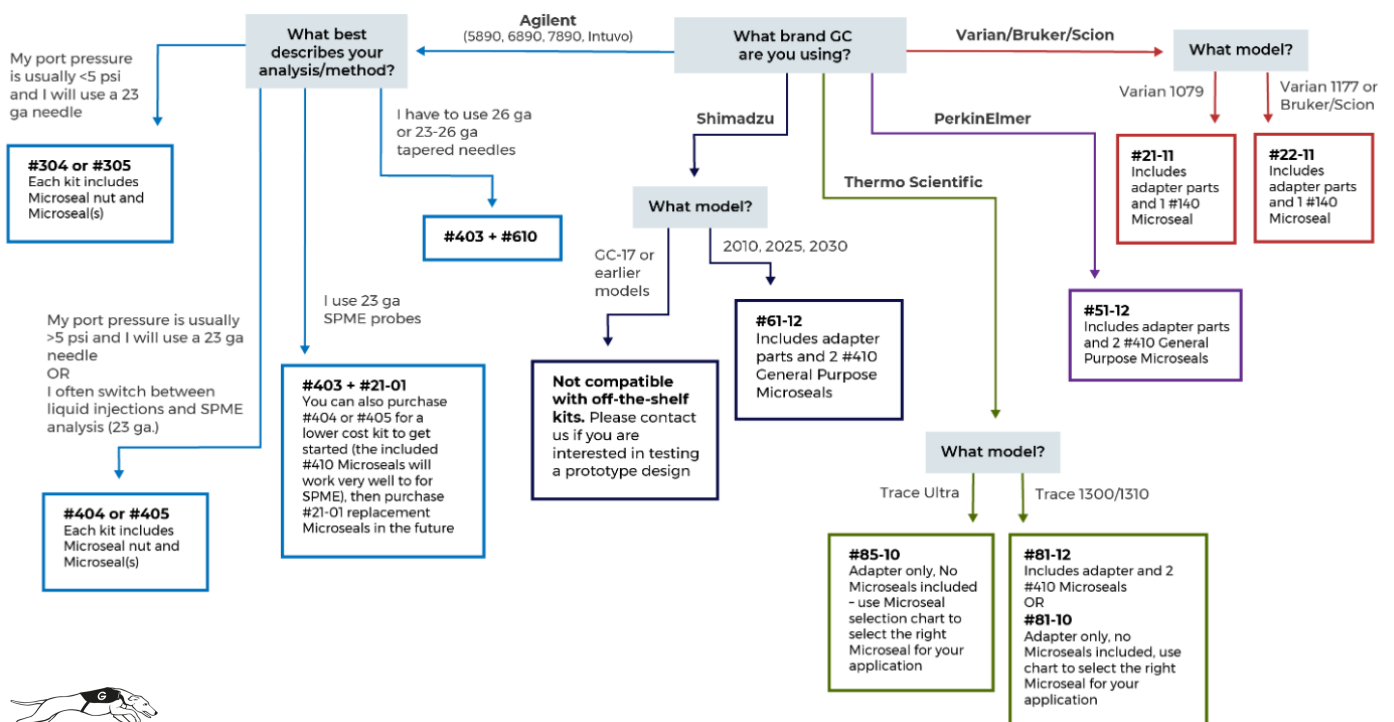 What brand GC
are you using?
Agilent
(5890, 6890, 7890, Intuvo)
What best
describes your
analysis/method?
My port pressure
is usually <5 psi
and I will use a 23
ga needle
#304 or #305
Each kit includes
Microseal nut and
Microseal(s)
My port pressure is usually
>5 psi and I will use a 23 ga
needle
OR
I often switch between
liquid injections and SPME
analysis (23 ga.)
#404 or #405
Each kit includes
Microseal nut and
Microseal(s)
I use 23 ga
SPME probes
#403 + #21-01
You can also purchase
#404 or #405 for a
lower cost kit to get
started (the included
#410 Microseals will
work very well to for
SPME), then purchase
#21-01 replacement
Microseals in the future
I have to use 26 ga
or 23-26 ga
tapered needles
#403 + #610
Shimadzu
What model?
GC-17 or
earlier
models
Not compatible
with off-the-shelf
kits. Please contact
us if you are
interested in testing
a prototype design
2010, 2025, 2030
#61-12
Includes adapter
parts and 2 #410
General Purpose
Microseals
Thermo Scientific
What model?
Trace Ultra
#85-10
Adapter only, No
Microseals included
– use Microseal
selection chart to
select the right
Microseal for your
application
Trace 1300/1310
#81-12
Includes adapter and 2
#410 Microseals
OR
#81-10
Adapter only, no
Microseals included, use
chart to select the right
Microseal for your
application
PerkinElmer
#51-12
Includes adapter parts
and 2 #410 General
Purpose Microseals
Varian/Bruker/Scion
What model?
Varian 1079
#21-11
Includes
adapter parts
and 1 #140
Microseal
Varian 1177 or
Bruker/Scion
#22-11
Includes
adapter parts
and 1 #140
Microseal
G